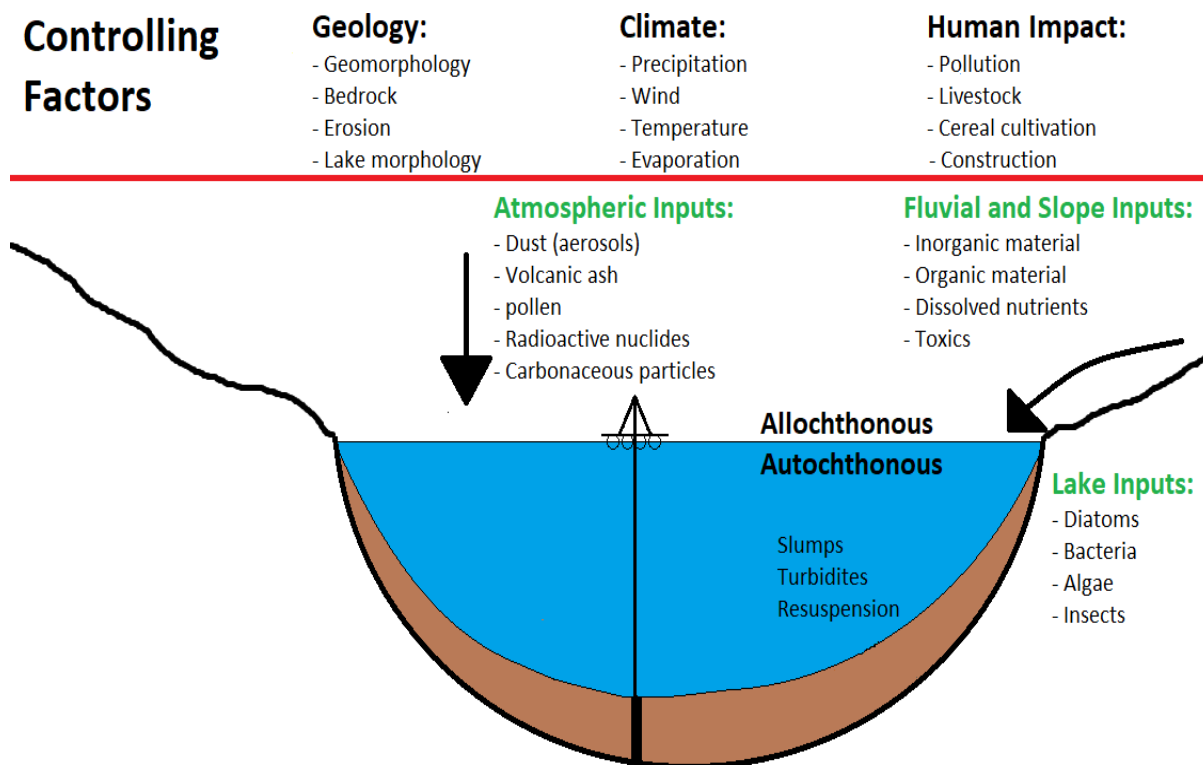 Controlling
Factors
Geology:
- Geomorphology
- Bedrock
- Erosion
- Lake morphology
Climate:
- Precipitation
- Wind
- Temperature
- Evaporation
Human Impact:
- Pollution
- Livestock
- Cereal cultivation
- Construction
Atmospheric Inputs:
- Dust (aerosols)
- Volcanic ash
- pollen
- Radioactive nuclides
- Carbonaceous particles
Fluvial and Slope Inputs:
- Inorganic material
- Organic material
- Dissolved nutrients
- Toxics
Allochthonous
Autochthonous
Slumps
Turbidites
Resuspension
Lake Inputs:
- Diatoms
- Bacteria
- Algae
- Insects